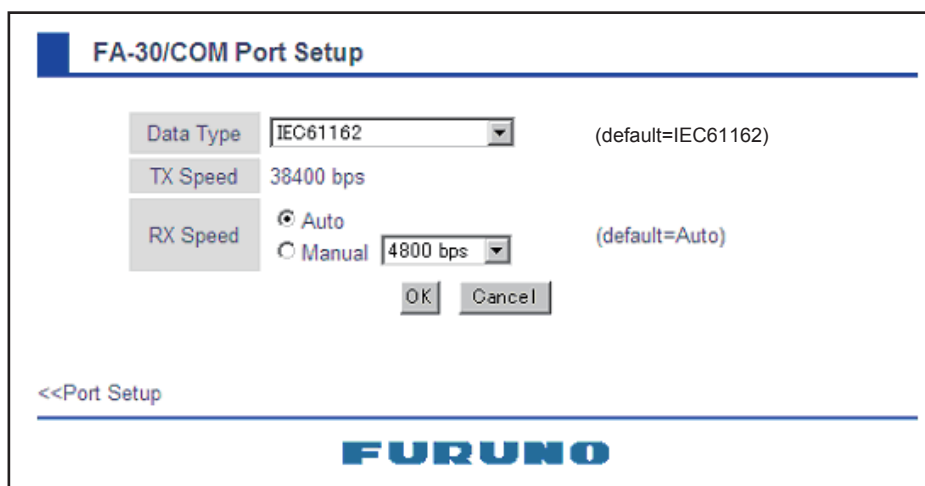 FA-30/COM Port Setup
Data Type IEC61162 (default=IEC61162)
TX Speed 38400 bps
RX Speed Auto (default=Auto)
Manual 4800 bps
OK Cancel
<<Port Setup
FURUNO